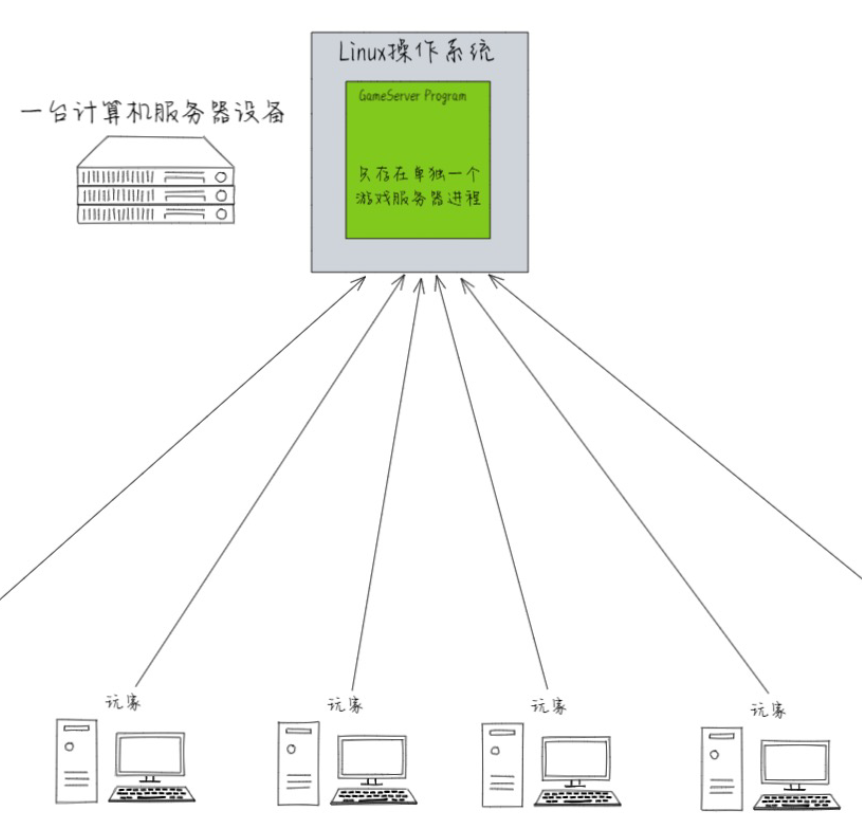 Linux操作系统
一台计算机服务器设备
GameServer Program
只存在单独一个
游戏服务器进程
玩家
玩家
玩家
玩家